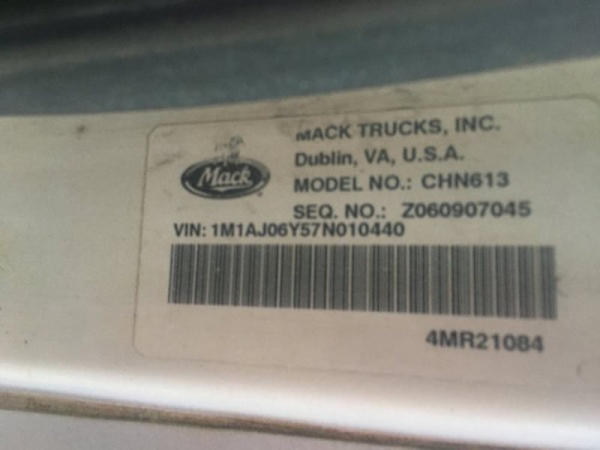 MACK TRUCKS, INC.
Dublin, VA, U.S.A.
Mack
MODEL NO.: CHN613
SEQ. NO.: Z060907045
VIN: 1M1AJ06Y57N010440
4MR21084